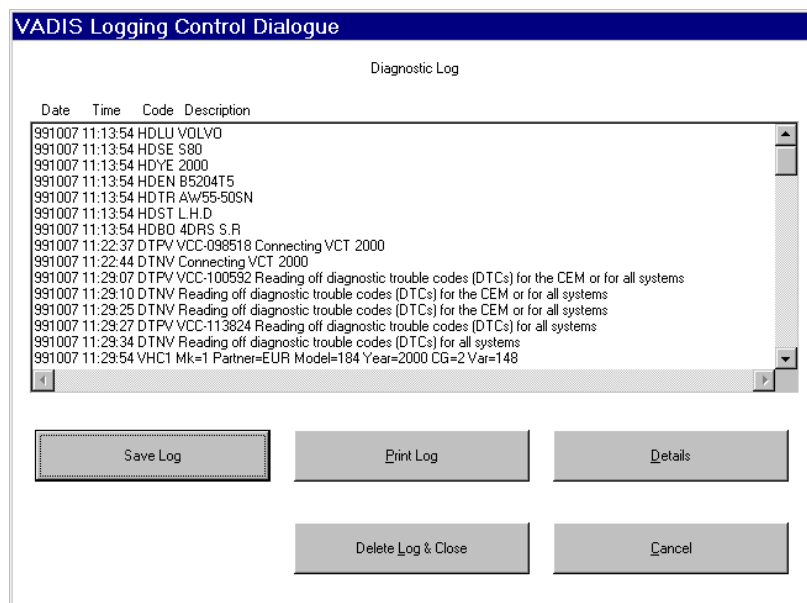 VADIS Logging Control Dialogue
Diagnostic Log
Date Time Code Description
991007 11:13:54 HDLU VOLVO
991007 11:13:54 HDSE S80
991007 11:13:54 HDYE 2000
991007 11:13:54 HDEN B5204T5
991007 11:13:54 HDTR AW55-50SN
991007 11:13:54 HDST L.H.D
991007 11:13:54 HDBO 4DRS S.R
991007 11:22:37 DTPV VCC-098518 Connecting VCT 2000
991007 11:22:44 DTNV Connecting VCT 2000
991007 11:29:07 DTPV VCC-100592 Reading off diagnostic trouble codes (DTCs) for the CEM or for all systems
991007 11:29:10 DTNV Reading off diagnostic trouble codes (DTCs) for the CEM or for all systems
991007 11:29:25 DTNV Reading off diagnostic trouble codes (DTCs) for the CEM or for all systems
991007 11:29:27 DTPV VCC-113824 Reading off diagnostic trouble codes (DTCs) for all systems
991007 11:29:34 DTNV Reading off diagnostic trouble codes (DTCs) for all systems
991007 11:29:54 VHC1 Mk=1 Partner=EUR Model=184 Year=2000 CG=2 Var=148
Save Log
Print Log
Details
Delete Log & Close
Cancel